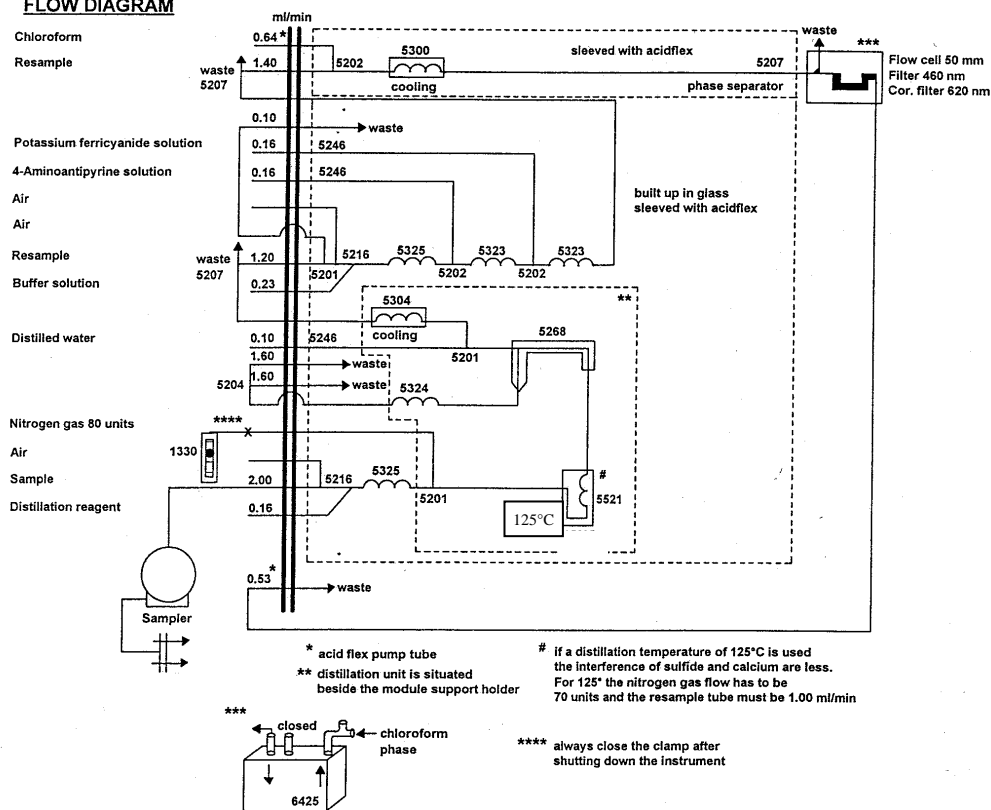 FLOW DIAGRAM
ml/min
Chloroform
0.64 *
Resample
1.40
waste
5207
5202
5300
cooling
sleeved with acidflex
5207
phase separator
waste
***
Flow cell 50 mm
Filter 460 nm
Cor. filter 620 nm
0.10
waste
Potassium ferricyanide solution
0.16
5246
4-Aminoantipyrine solution
0.16
5246
Air
Air
built up in glass
sleeved with acidflex
Resample
waste
5207
1.20
5201
5216
5325
5202
5323
5202
5323
Buffer solution
0.23
5304
cooling
**
Distilled water
0.10
5246
5201
5268
1.60
waste
5204
1.60
waste
5324
Nitrogen gas 80 units
****
X
1330
Air
Sample
2.00
5216
5325
5201
#
5521
125°C
Distillation reagent
0.16
0.53
*
waste
Sampler
* acid flex pump tube
** distillation unit is situated
beside the module support holder
# if a distillation temperature of 125°C is used
the interference of sulfide and calcium are less.
For 125° the nitrogen gas flow has to be
70 units and the resample tube must be 1.00 ml/min
***
closed
chloroform
phase
6425
**** always close the clamp after
shutting down the instrument